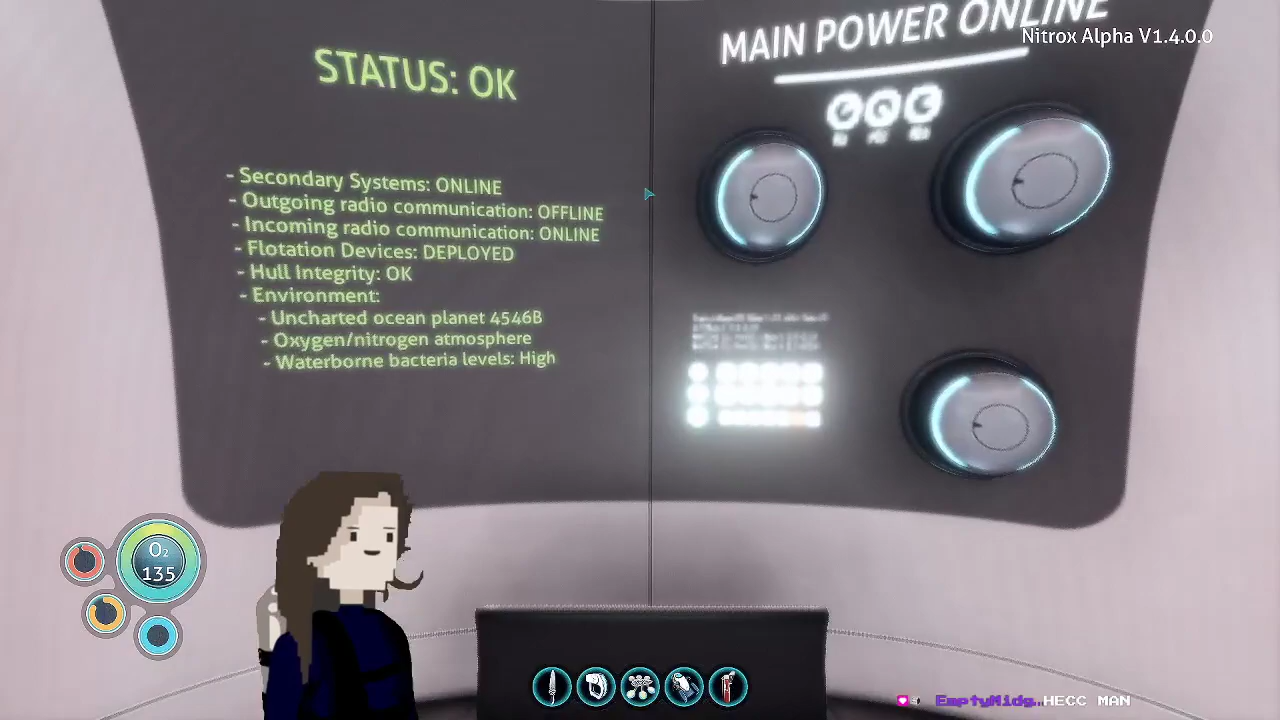 STATUS: OK
- Secondary Systems: ONLINE
- Outgoing radio communication: OFFLINE
- Incoming radio communication: ONLINE
- Flotation Devices: DEPLOYED
- Hull Integrity: OK
- Environment:
- Uncharted ocean planet 4546B
- Oxygen/nitrogen atmosphere
- Waterborne bacteria levels: High
MAIN POWER ONLINE
Nitrox Alpha V1.4.0.0
O₂
135
EmptyMidg..HECC MAN